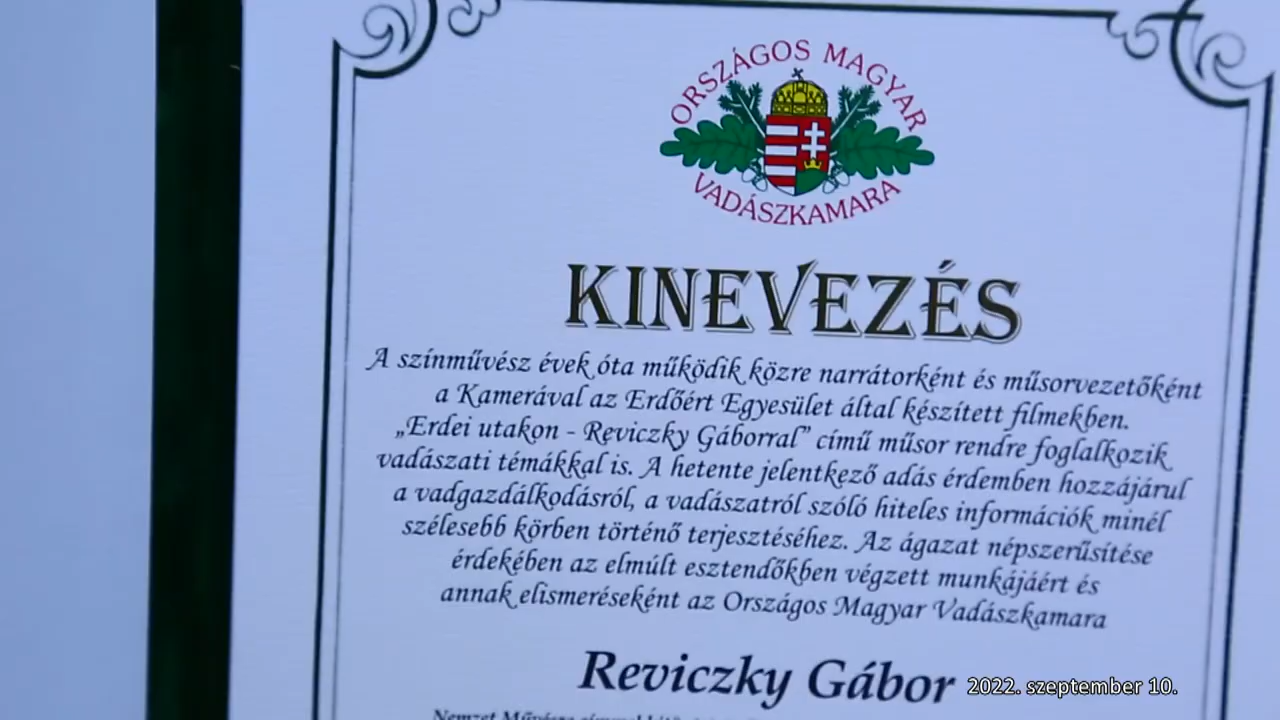 ORSZÁGOS MAGYAR
VADÁSZKAMARA
KINEVEZÉS
A színművész évek óta működik közre narrátorként és műsorvezetőként
a Kamerával az Erdőért Egyesület által készített filmekben.
„Erdei utakon - Reviczky Gáborral” című műsor rendre foglalkozik
vadászati témákkal is. A hetente jelentkező adás érdemben hozzájárul
a vadgazdálkodásról, a vadászatról szóló hiteles információk minél
szélesebb körben történő terjesztéséhez. Az ágazat népszerűsítése
érdekében az elmúlt esztendőkben végzett munkájáért és
annak elismeréseként az Országos Magyar Vadászkamara
Reviczky Gábor
2022. szeptember 10.